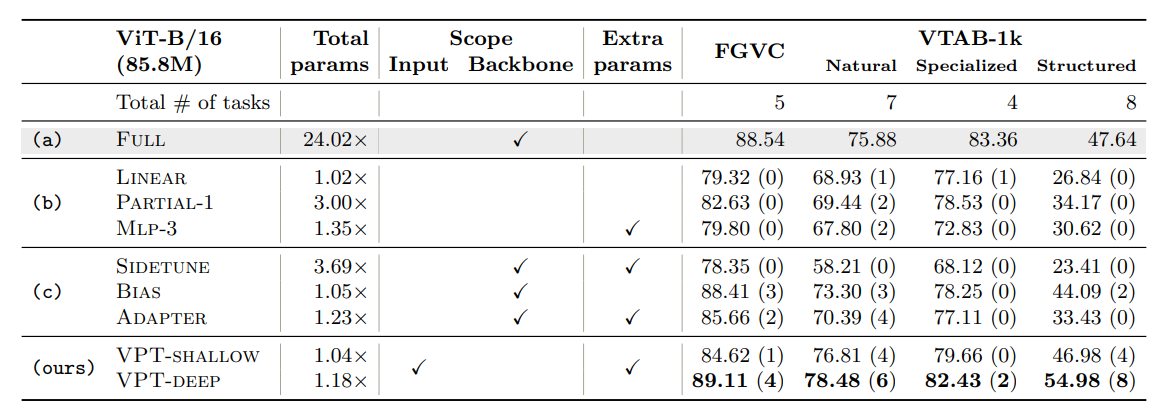 ViT-B/16 Total Scope Extra FGVC VTAB-1k
(85.8M) params Input Backbone params Natural Specialized Structured
Total # of tasks 5 7 4 8
(a) FULL 24.02× ✓ 88.54 75.88 83.36 47.64
LINEAR 1.02× 79.32 (0) 68.93 (1) 77.16 (1) 26.84 (0)
(b) PARTIAL-1 3.00× 82.63 (0) 69.44 (2) 78.53 (0) 34.17 (0)
MLP-3 1.35× ✓ 79.80 (0) 67.80 (2) 72.83 (0) 30.62 (0)
SIDETUNE 3.69× ✓ ✓ 78.35 (0) 58.21 (0) 68.12 (0) 23.41 (0)
(c) BIAS 1.05× ✓ 88.41 (3) 73.30 (3) 78.25 (0) 44.09 (2)
ADAPTER 1.23× ✓ ✓ 85.66 (2) 70.39 (4) 77.11 (0) 33.43 (0)
(ours) VPT-SHALLOW 1.04× ✓ ✓ 84.62 (1) 76.81 (4) 79.66 (0) 46.98 (4)
VPT-DEEP 1.18× 89.11 (4) 78.48 (6) 82.43 (2) 54.98 (8)